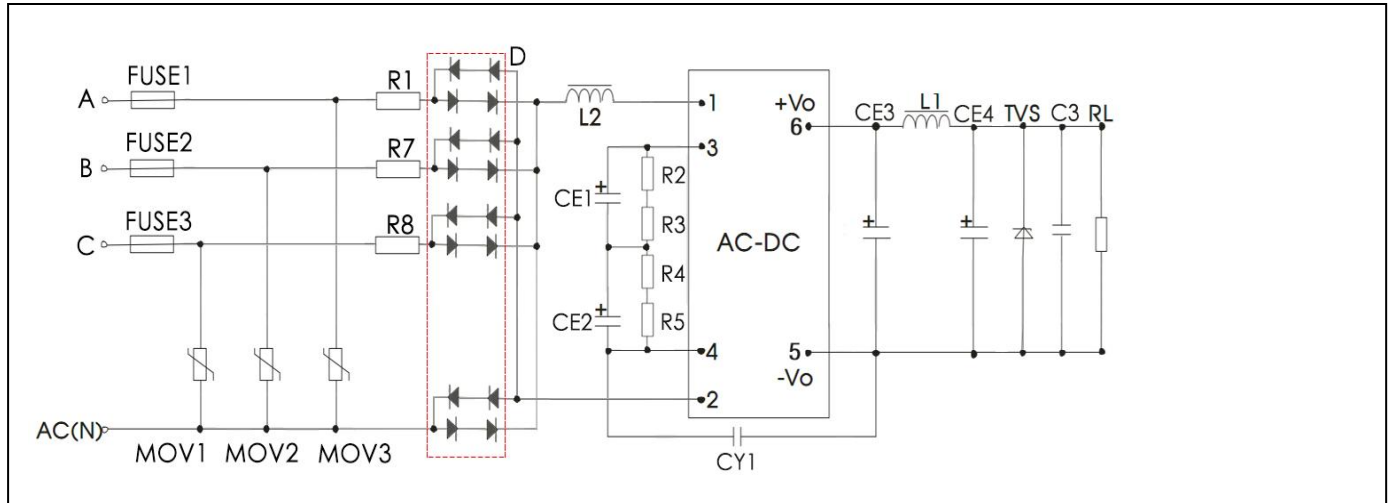 D
FUSE1
R1
A
L2
1
+Vo
6
CE3
L1
CE4
TVS
C3
RL
FUSE2
R7
B
3
R2
CE1
+
R3
FUSE3
R8
C
AC-DC
+
+
R4
+
CE2
R5
4
5
-Vo
2
AC(N)
MOV1
MOV2
MOV3
CY1